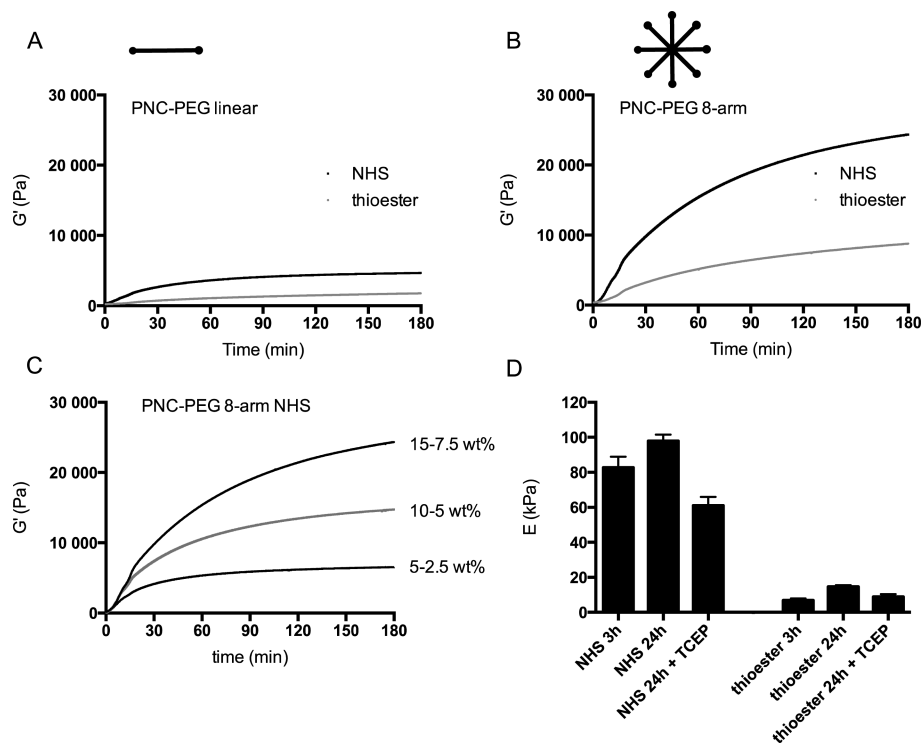 A
B
PNC-PEG linear
PNC-PEG 8-arm
30 000
20 000
10 000
0
G' (Pa)
NHS
thioester
0 30 60 90 120 150 180
Time (min)
30 000
20 000
10 000
0
G' (Pa)
NHS
thioester
0 30 60 90 120 150 180
Time (min)
C
PNC-PEG 8-arm NHS
30 000
20 000
10 000
0
G' (Pa)
15-7.5 wt%
10-5 wt%
5-2.5 wt%
0 30 60 90 120 150 180
time (min)
D
120
100
80
60
40
20
0
E (kPa)
NHS 3h
NHS 24h
NHS 24h + TCEP
thioester 3h
thioester 24h
thioester 24h + TCEP